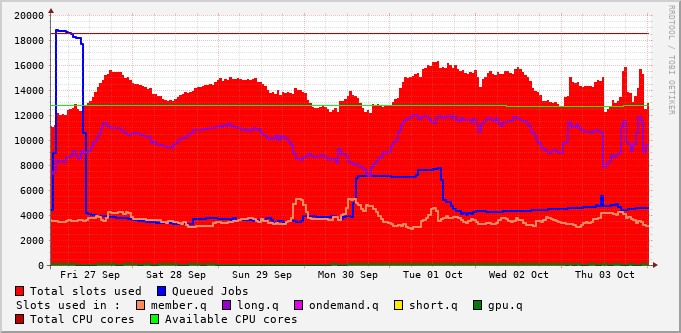 20000
18000
16000
14000
12000
10000
8000
6000
4000
2000
0
Fri 27 Sep Sat 28 Sep Sun 29 Sep Mon 30 Sep Tue 01 Oct Wed 02 Oct Thu 03 Oct
Total slots used Queued Jobs
Slots used in : member.q long.q ondemand.q short.q gpu.q
Total CPU cores Available CPU cores
RRDTOOL / TOBI OETIKER